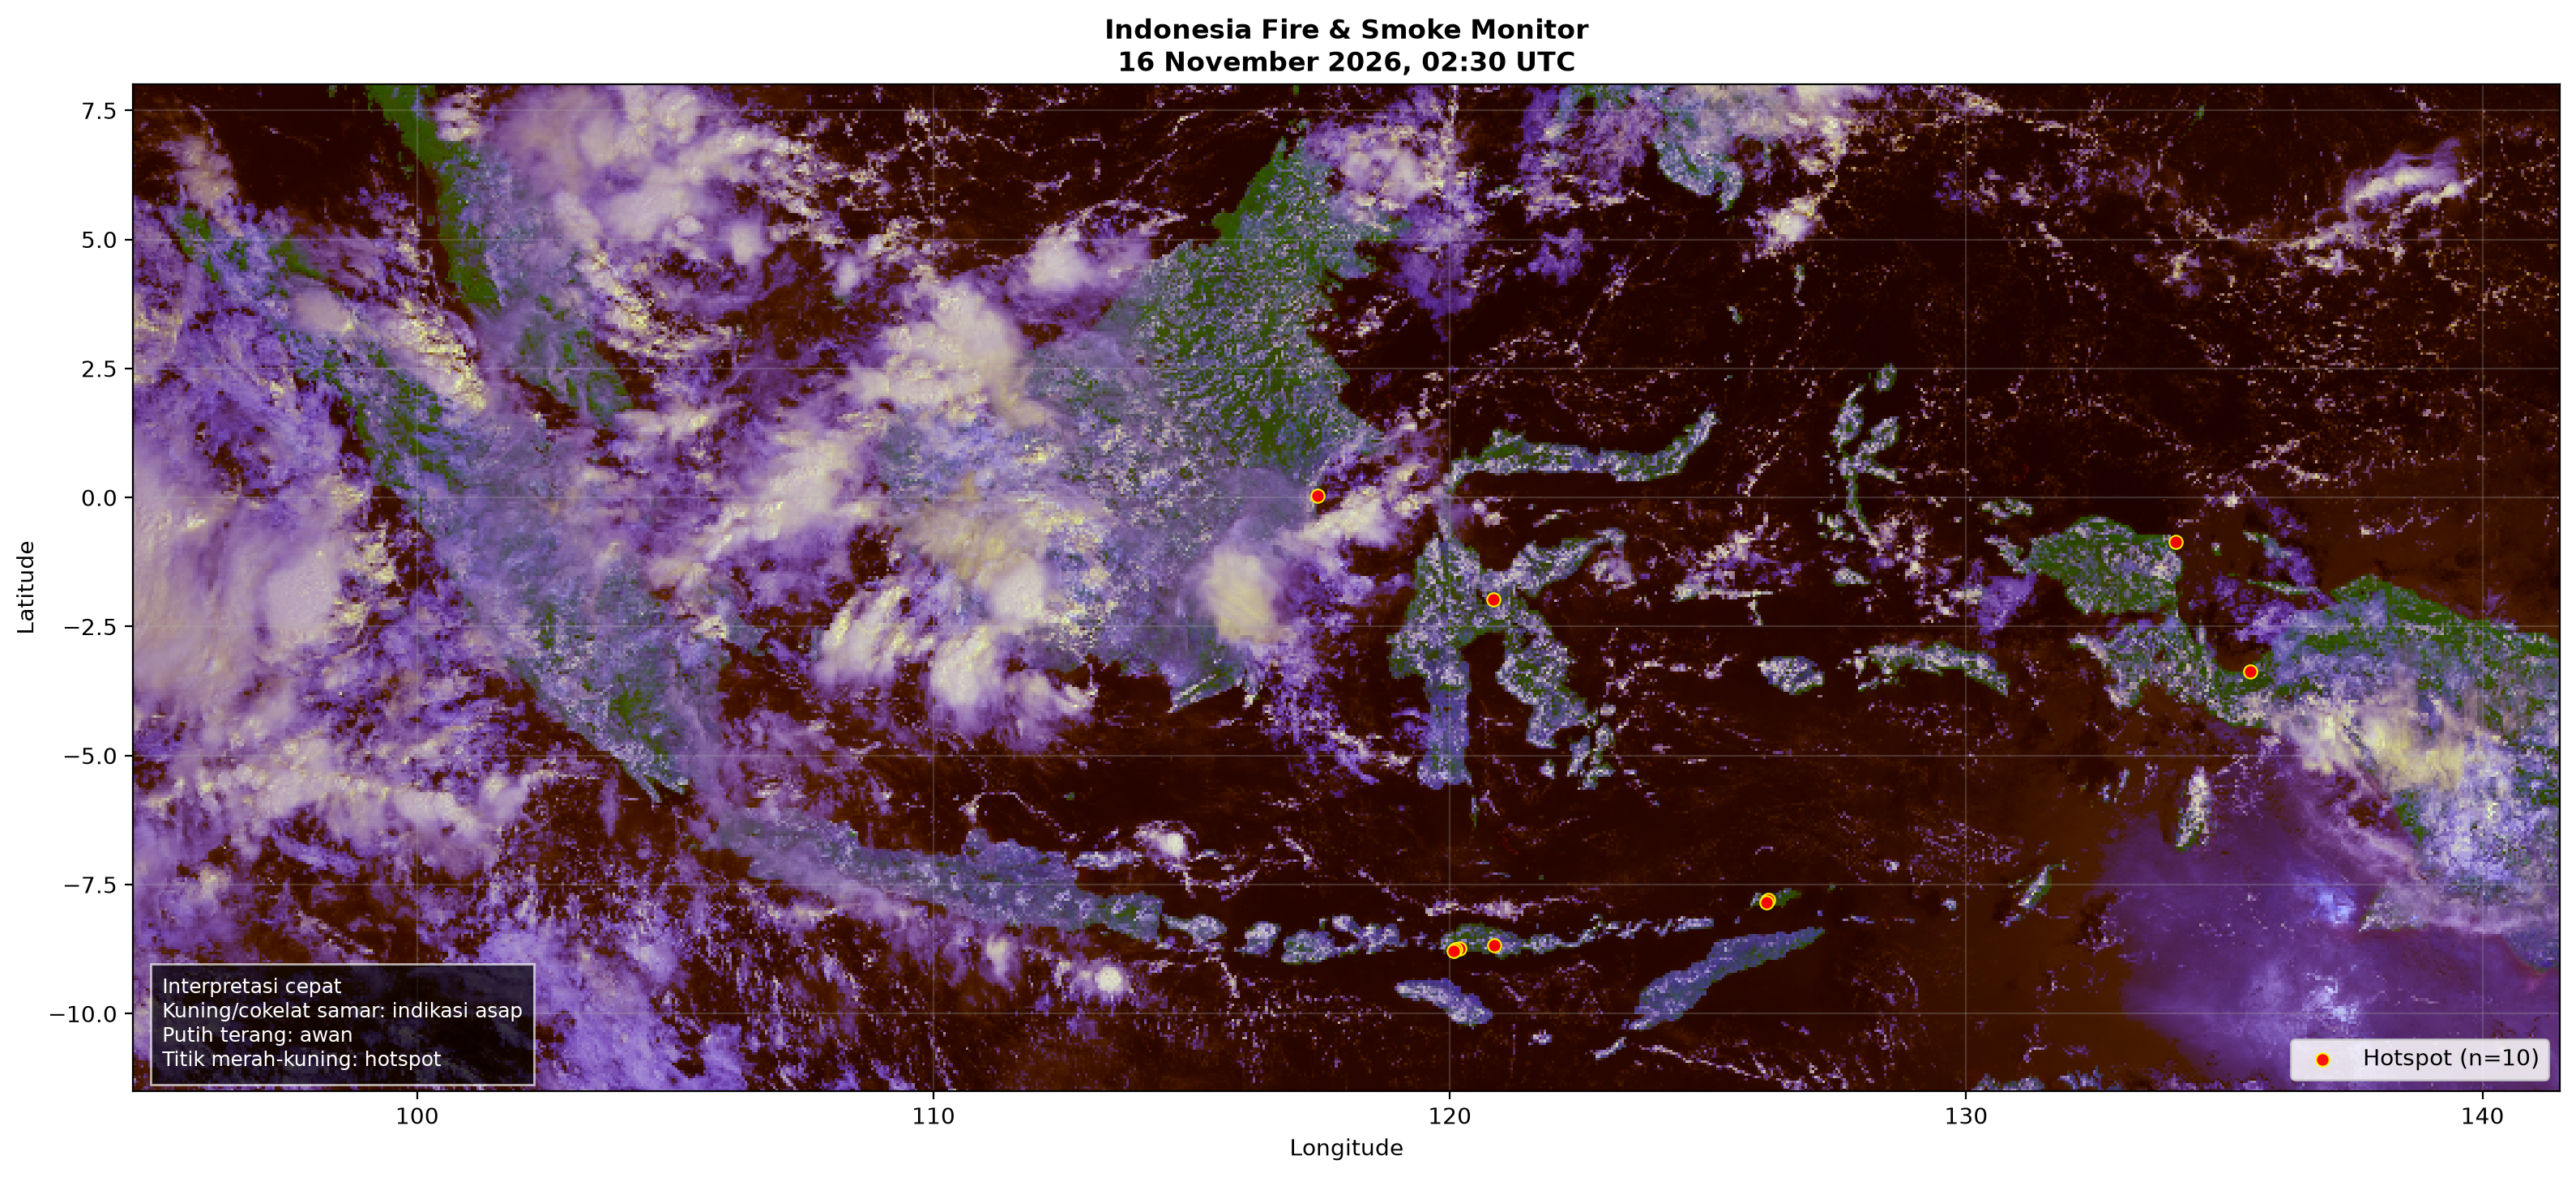 Indonesia Fire & Smoke Monitor
16 November 2026, 02:30 UTC
7.5
5.0
2.5
0.0
−2.5
−5.0
−7.5
−10.0
Latitude
Interpretasi cepat
Kuning/cokelat samar: indikasi asap
Putih terang: awan
Titik merah-kuning: hotspot
Hotspot (n=10)
100 110 120 130 140
Longitude